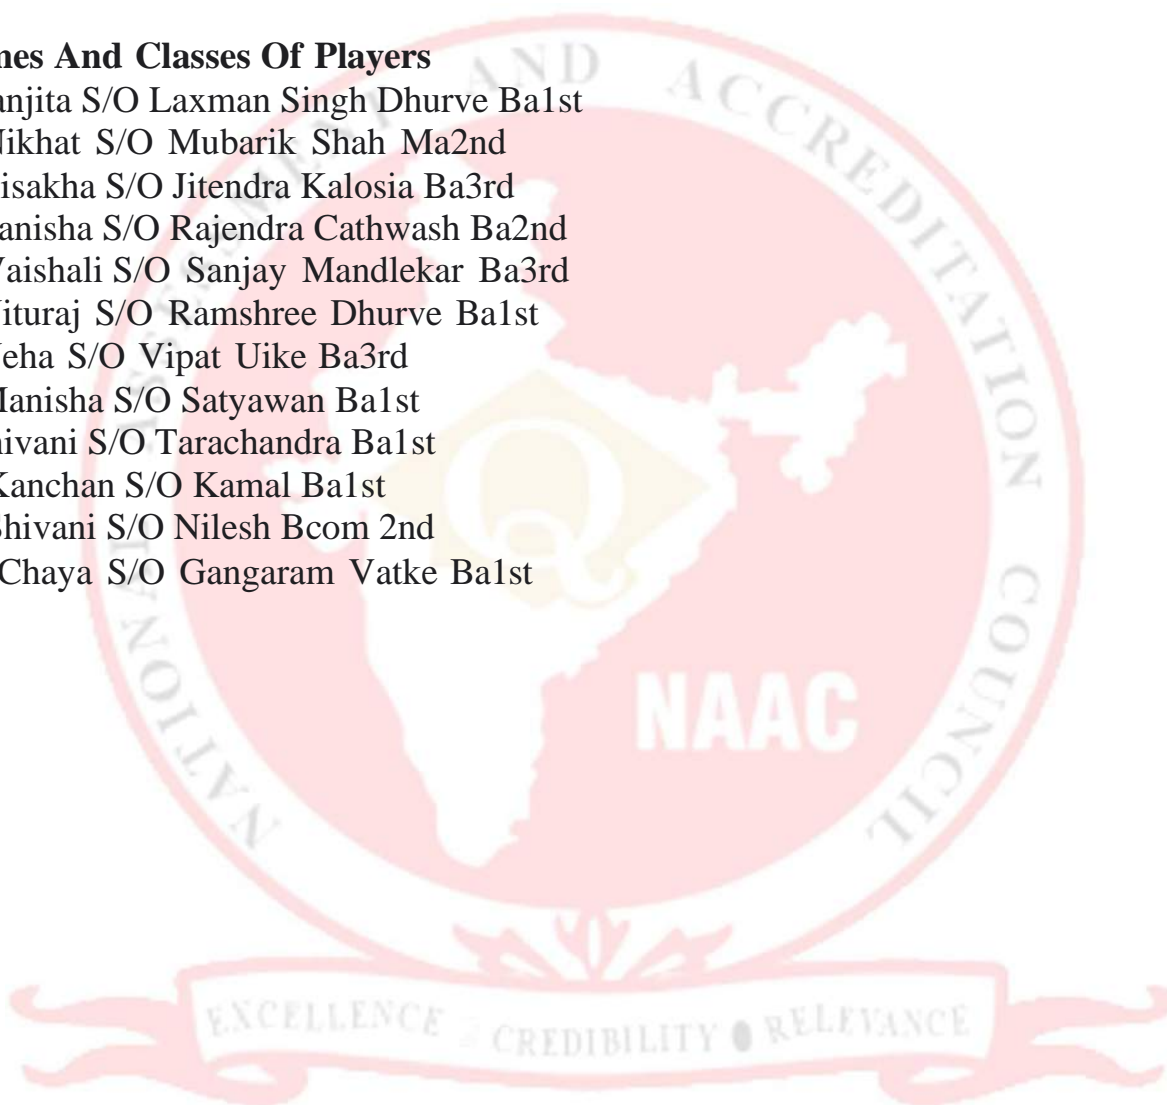 nes And Classes Of Players
anjita S/O Laxman Singh Dhurve Ba1st
Nikhat S/O Mubarik Shah Ma2nd
isakha S/O Jitendra Kalosia Ba3rd
anisha S/O Rajendra Cathwash Ba2nd
Vaishali S/O Sanjay Mandlekar Ba3rd
ituraj S/O Ramshree Dhurve Ba1st
eha S/O Vipat Uike Ba3rd
Manisha S/O Satyawan Ba1st
hivani S/O Tarachandra Ba1st
Kanchan S/O Kamal Ba1st
Shivani S/O Nilesh Bcom 2nd
Chaya S/O Gangaram Vatke Ba1st
NATIONAL ASSESSMENT AND ACCREDITATION COUNCIL
Q
NAAC
EXCELLENCE CREDIBILITY RELEVANCE